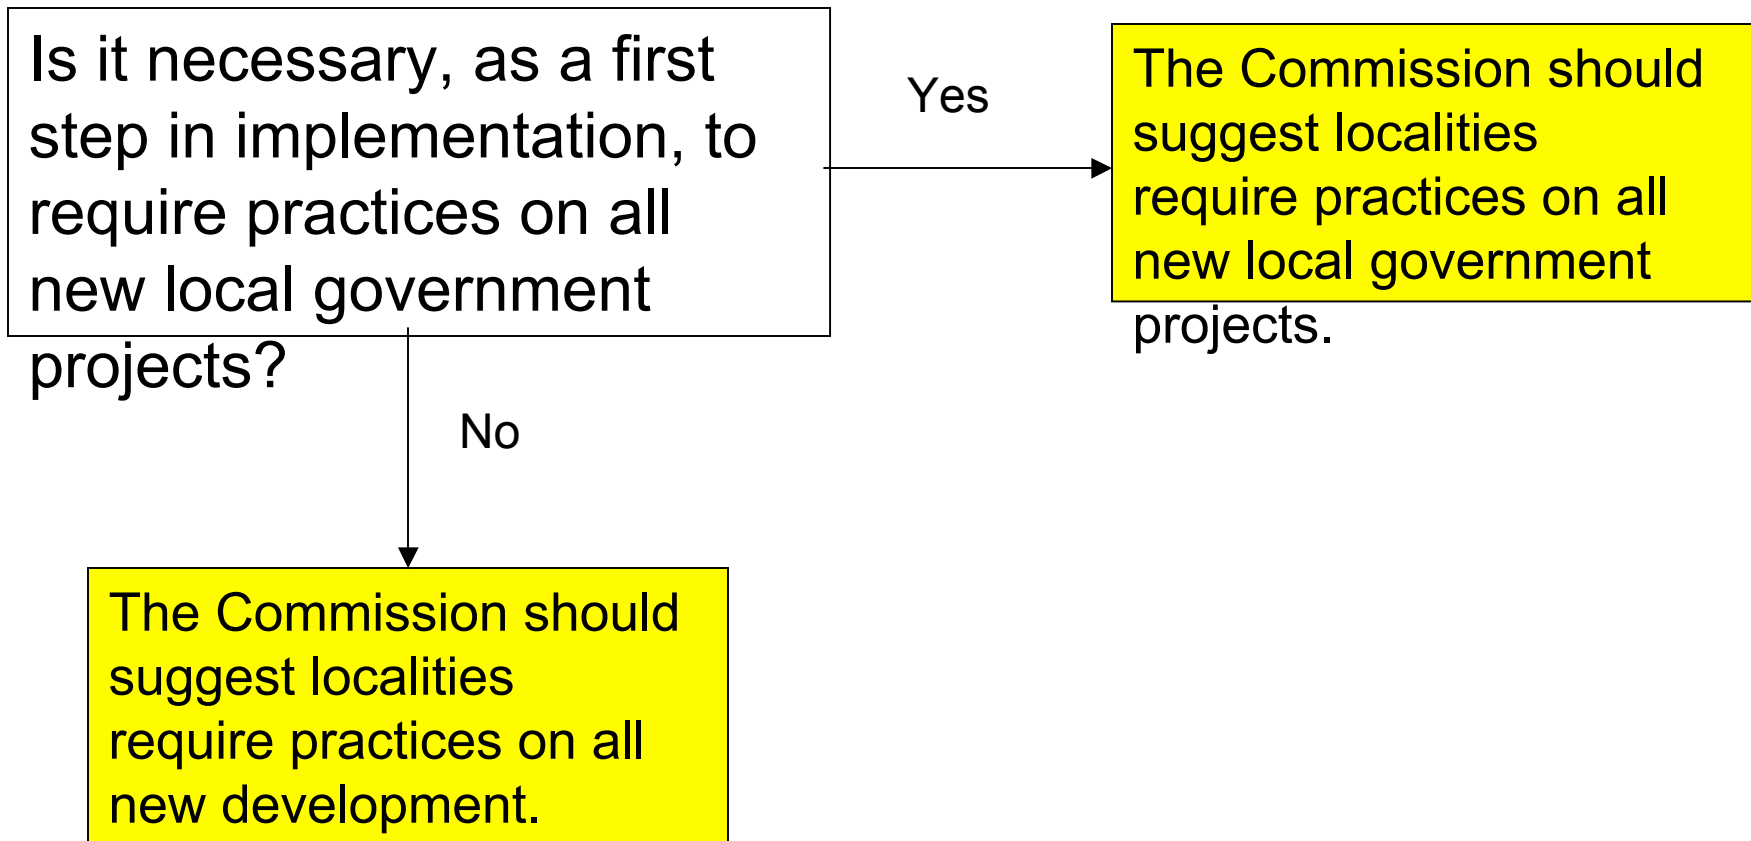 Is it necessary, as a first
step in implementation, to
require practices on all
new local government
projects?
Yes
The Commission should
suggest localities
require practices on all
new local government
projects.
No
The Commission should
suggest localities
require practices on all
new development.